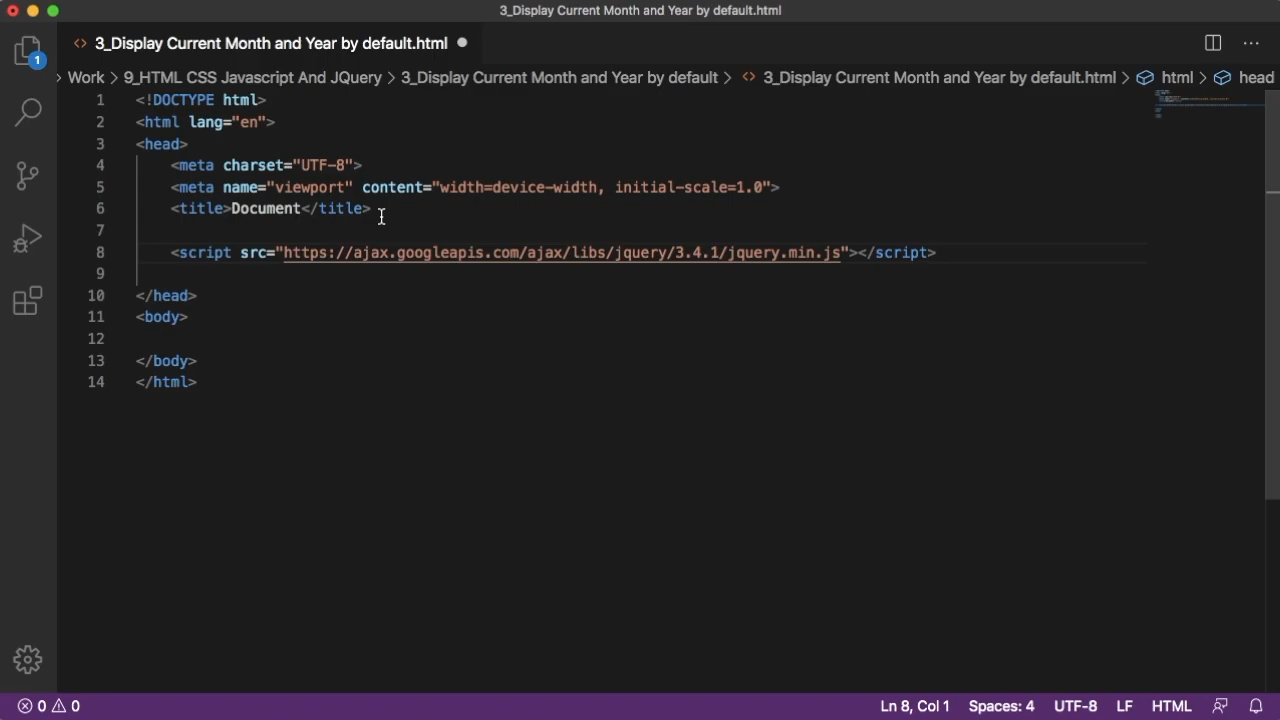 3_Display Current Month and Year by default.html
3_Display Current Month and Year by default.html
1
Work > 9_HTML CSS Javascript And JQuery > 3_Display Current Month and Year by default > 3_Display Current Month and Year by default.html > html > head
1 <!DOCTYPE html>
2 <html lang="en">
3 <head>
4 <meta charset="UTF-8">
5 <meta name="viewport" content="width=device-width, initial-scale=1.0">
6 <title>Document</title>
7
8 <script src="https://ajax.googleapis.com/ajax/libs/jquery/3.4.1/jquery.min.js"></script>
9
10 </head>
11 <body>
12
13 </body>
14 </html>
0 0 Ln 8, Col 1 Spaces: 4 UTF-8 LF HTML